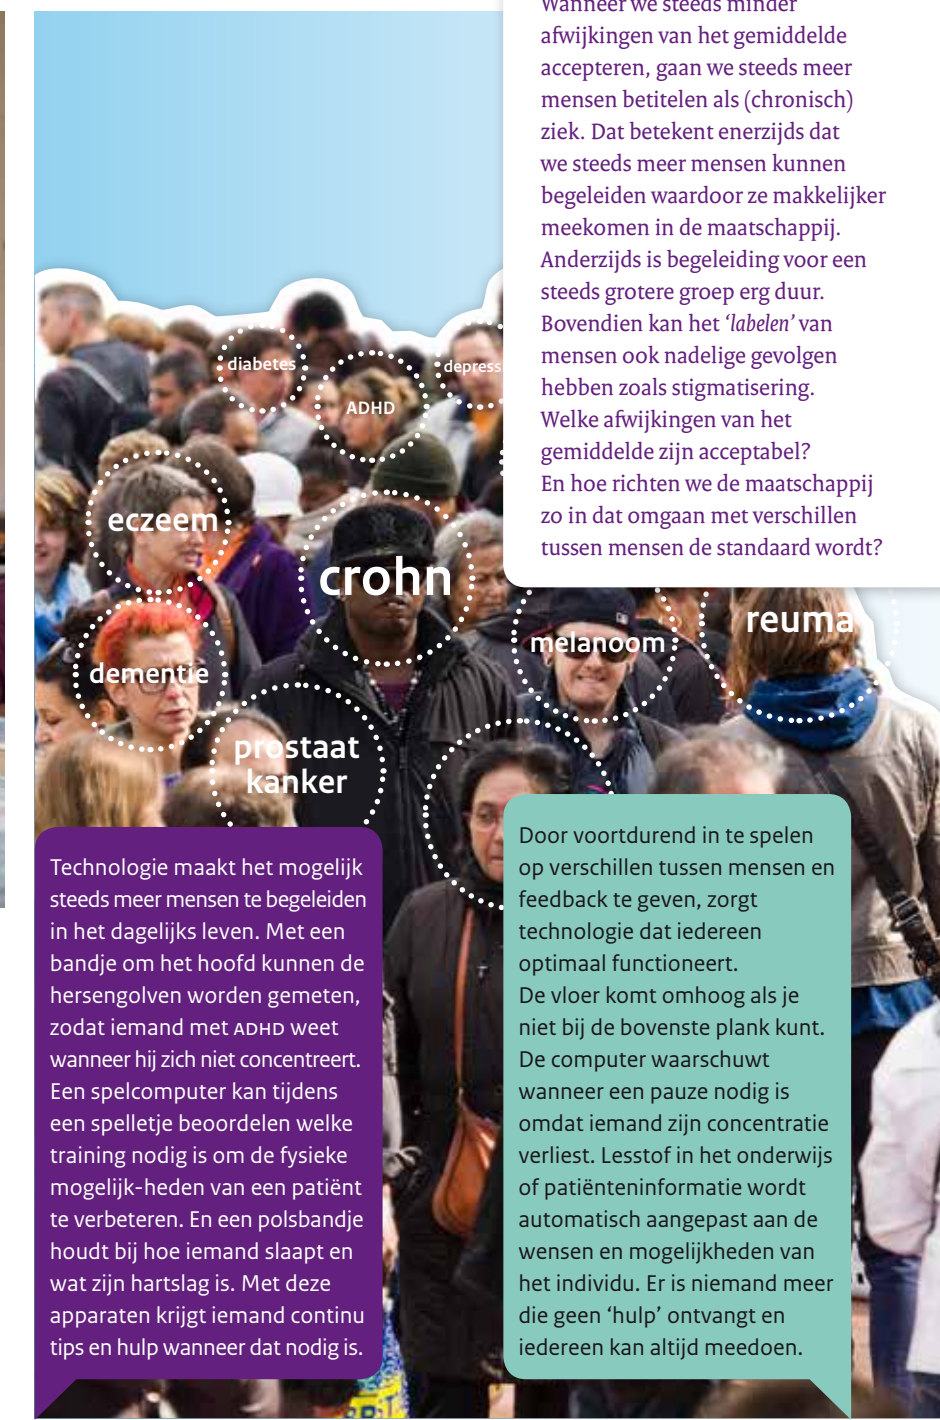 Wanneer we steeds minder
afwijkingen van het gemiddelde
accepteren, gaan we steeds meer
mensen betitelen als (chronisch)
ziek. Dat betekent enerzijds dat
we steeds meer mensen kunnen
begeleiden waardoor ze makkelijker
meekomen in de maatschappij.
Anderzijds is begeleiding voor een
steeds grotere groep erg duur.
Bovendien kan het ‘labelen’ van
mensen ook nadelige gevolgen
hebben zoals stigmatisering.
Welke afwijkingen van het
gemiddelde zijn acceptabel?
En hoe richten we de maatschappij
zo in dat omgaan met verschillen
tussen mensen de standaard wordt?
diabetes
depress
ADHD
eczeem
crohn
reuma
melanoom
dementie
prostaat
kanker
Technologie maakt het mogelijk
steeds meer mensen te begeleiden
in het dagelijks leven. Met een
bandje om het hoofd kunnen de
hersengolven worden gemeten,
zodat iemand met ADHD weet
wanneer hij zich niet concentreert.
Een spelcomputer kan tijdens
een spelletje beoordelen welke
training nodig is om de fysieke
mogelijk-heden van een patiënt
te verbeteren. En een polsbandje
houdt bij hoe iemand slaapt en
wat zijn hartslag is. Met deze
apparaten krijgt iemand continu
tips en hulp wanneer dat nodig is.
Door voortdurend in te spelen
op verschillen tussen mensen en
feedback te geven, zorgt
technologie dat iedereen
optimaal functioneert.
De vloer komt omhoog als je
niet bij de bovenste plank kunt.
De computer waarschuwt
wanneer een pauze nodig is
omdat iemand zijn concentratie
verliest. Lesstof in het onderwijs
of patiënteninformatie wordt
automatisch aangepast aan de
wensen en mogelijkheden van
het individu. Er is niemand meer
die geen ‘hulp’ ontvangt en
iedereen kan altijd meedoen.